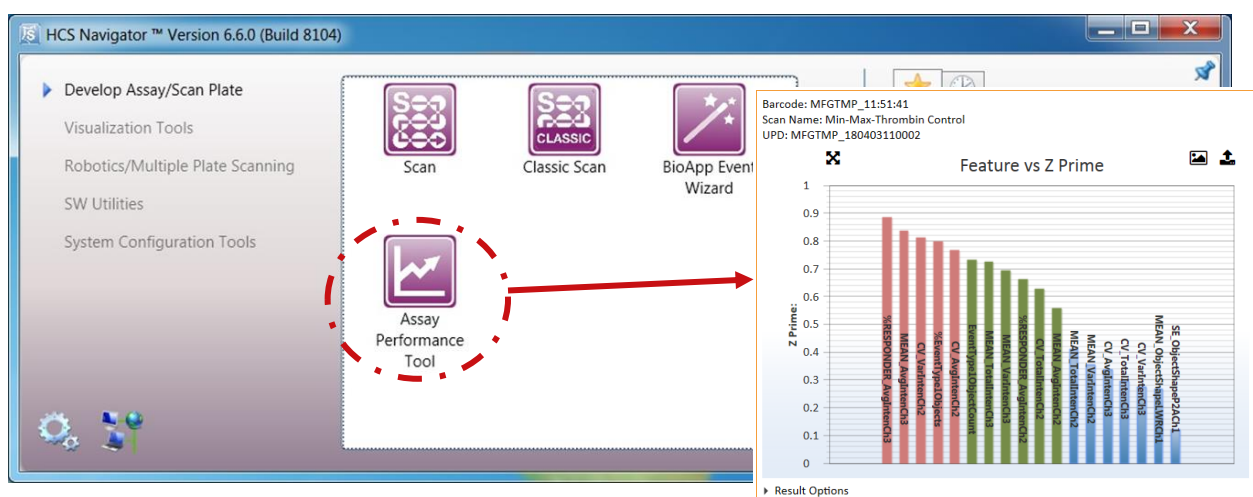 HCS Navigator ™ Version 6.6.0 (Build 8104)
Develop Assay/Scan Plate
Visualization Tools
Robotics/Multiple Plate Scanning
SW Utilities
System Configuration Tools
Scan
CLASSIC
Classic Scan
BioApp Event
Wizard
Assay
Performance
Tool
Barcode: MFGTMP_11:51:41
Scan Name: Min-Max-Thrombin Control
UPD: MFGTMP_180403110002
Feature vs Z Prime
Z Prime:
1
0.9
0.8
0.7
0.6
0.5
0.4
0.3
0.2
0.1
0
%RESPONDER_AvgIntenCh3
MEAN_AvgIntenCh3
CV_VarIntenCh2
%EventType1Objects
CV_AvgIntenCh2
EventType1ObjectCount
MEAN_TotalIntenCh3
MEAN_VarIntenCh3
%RESPONDER_AvgIntenCh2
CV_TotalIntenCh2
MEAN_AvgIntenCh2
MEAN_TotalIntenCh2
MEAN_VarIntenCh2
CV_AvgIntenCh3
CV_TotalIntenCh3
CV_VarIntenCh3
MEAN_ObjectShapeLWRCh1
SE_ObjectShapeP2ACh1
Result Options